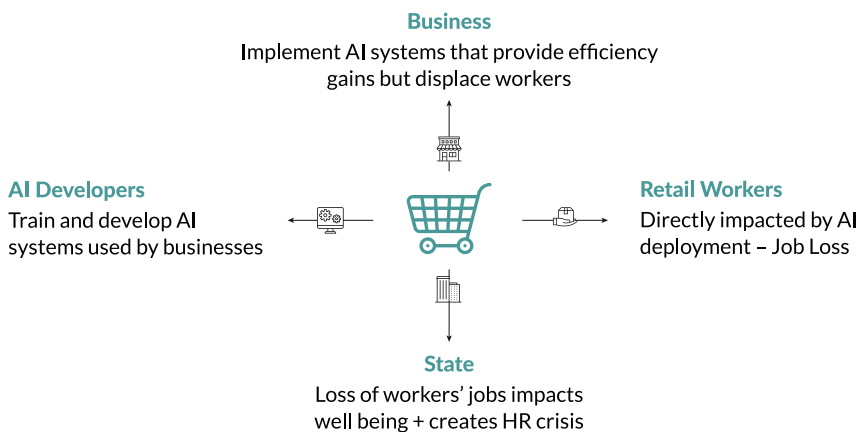 Business
Implement AI systems that provide efficiency
gains but displace workers
AI Developers
Train and develop AI
systems used by businesses
Retail Workers
Directly impacted by AI
deployment – Job Loss
State
Loss of workers’ jobs impacts
well being + creates HR crisis